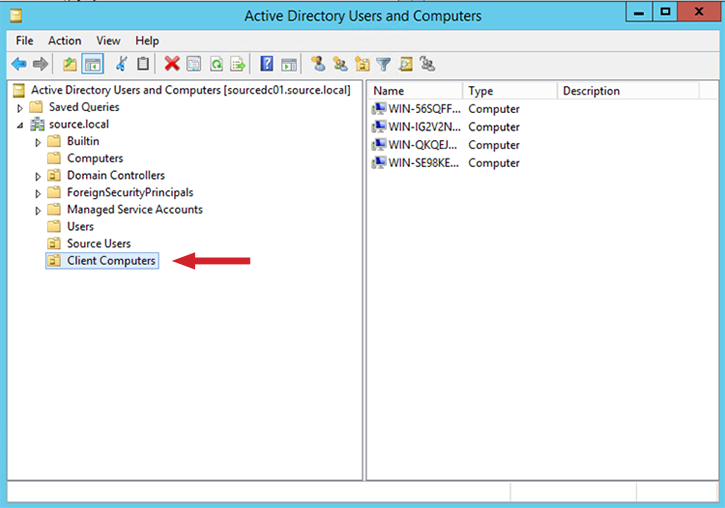 Active Directory Users and Computers
X
File Action View Help
?
Active Directory Users and Computers [sourcedc01.source.local]
Saved Queries
source.local
Builtin
Computers
Domain Controllers
ForeignSecurityPrincipals
Managed Service Accounts
Users
Source Users
Client Computers
Name Type Description
WIN-56SQFF... Computer
WIN-IG2V2N... Computer
WIN-QKQEJ... Computer
WIN-SE98KE... Computer